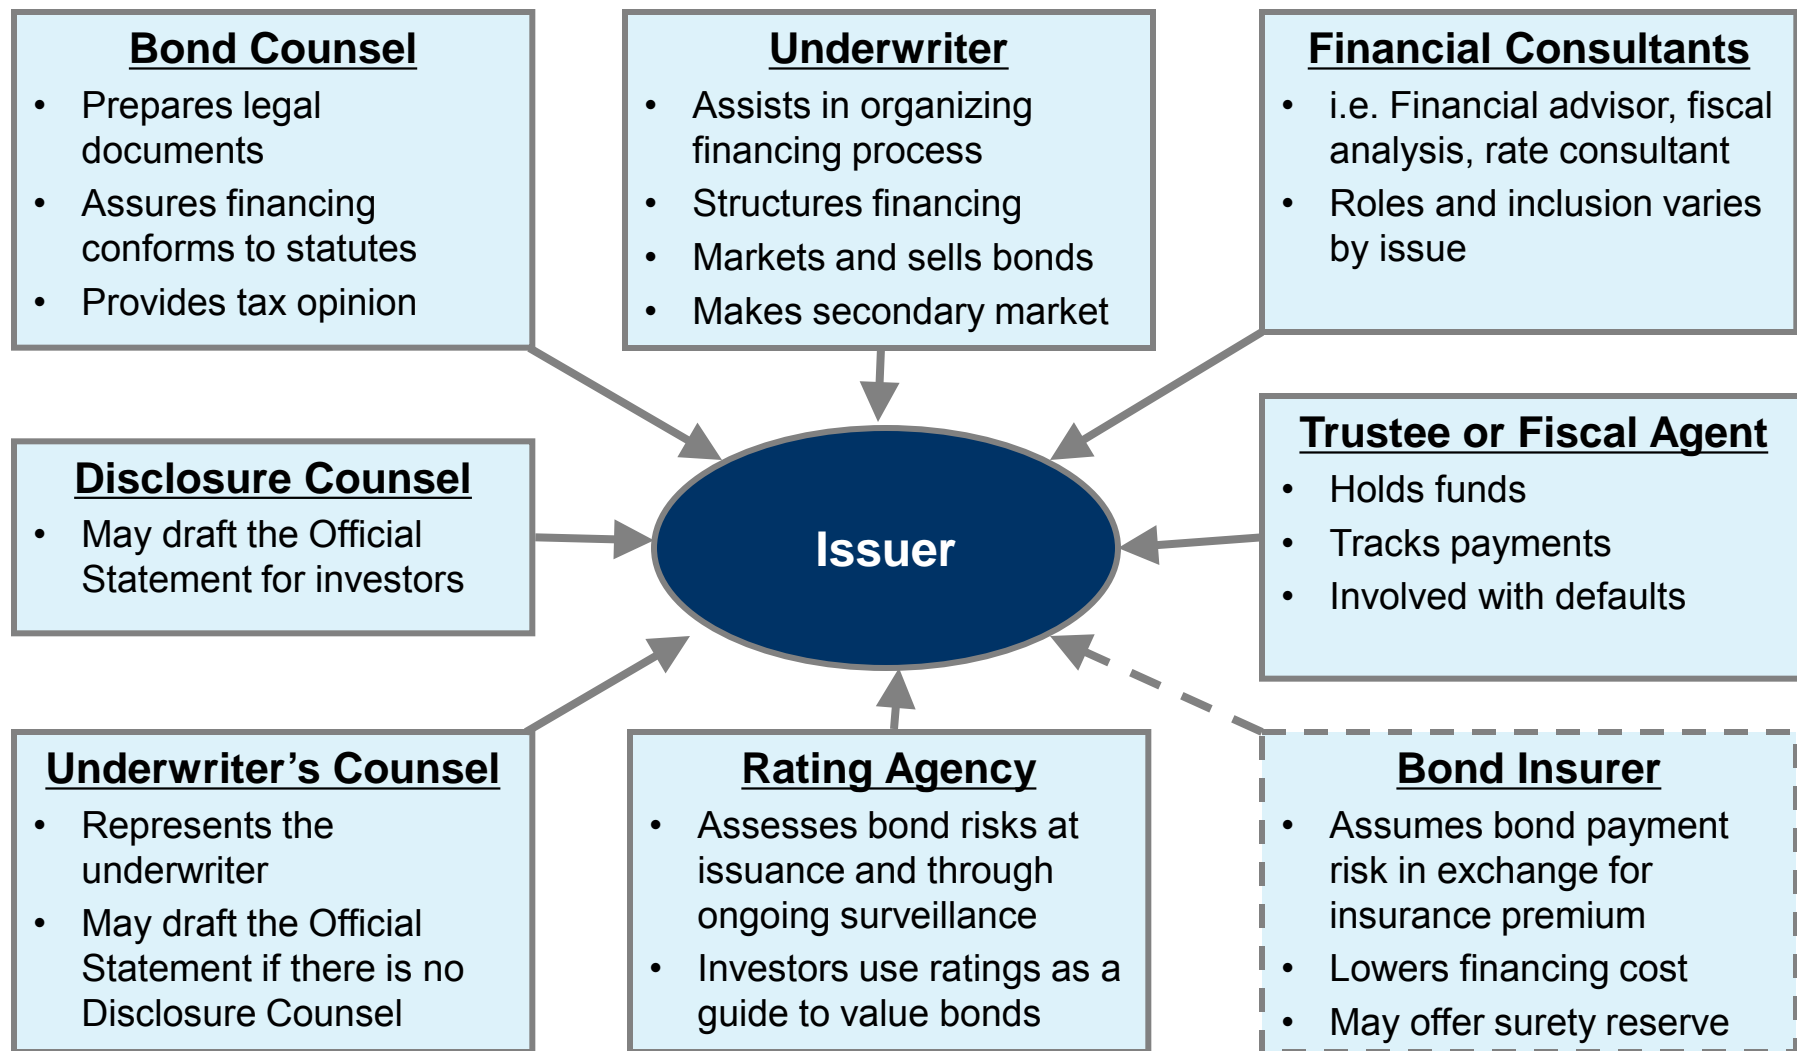 Bond Counsel
• Prepares legal
documents
• Assures financing
conforms to statutes
• Provides tax opinion
Underwriter
• Assists in organizing
financing process
• Structures financing
• Markets and sells bonds
• Makes secondary market
Financial Consultants
• i.e. Financial advisor, fiscal
analysis, rate consultant
• Roles and inclusion varies
by issue
Disclosure Counsel
• May draft the Official
Statement for investors
Issuer
Trustee or Fiscal Agent
• Holds funds
• Tracks payments
• Involved with defaults
Underwriter’s Counsel
• Represents the
underwriter
• May draft the Official
Statement if there is no
Disclosure Counsel
Rating Agency
• Assesses bond risks at
issuance and through
ongoing surveillance
• Investors use ratings as a
guide to value bonds
Bond Insurer
• Assumes bond payment
risk in exchange for
insurance premium
• Lowers financing cost
• May offer surety reserve